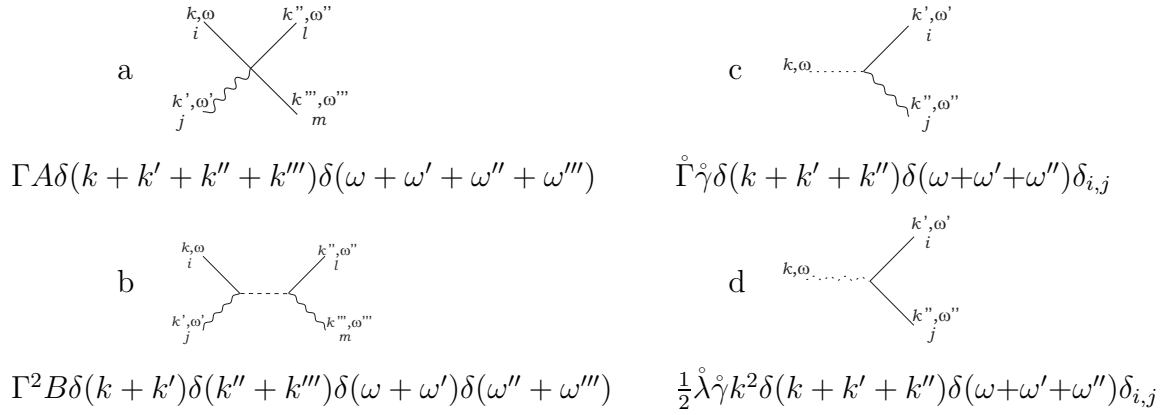 a
k,ω
i
k'',ω''
l
k',ω'
j
k''',ω'''
m
ΓAδ(k + k′ + k″ + k‴)δ(ω + ω′ + ω″ + ω‴)
c
k,ω
k',ω'
i
k'',ω''
j
Γ̊γ̊δ(k + k′ + k″)δ(ω+ω′+ω″)δ_{i,j}
b
k,ω
i
k'',ω''
l
k',ω'
j
k''',ω'''
m
Γ²Bδ(k + k′)δ(k″ + k‴)δ(ω + ω′)δ(ω″ + ω‴)
d
k,ω
k',ω'
i
k'',ω''
j
½λ̊γ̊k²δ(k + k′ + k″)δ(ω+ω′+ω″)δ_{i,j}